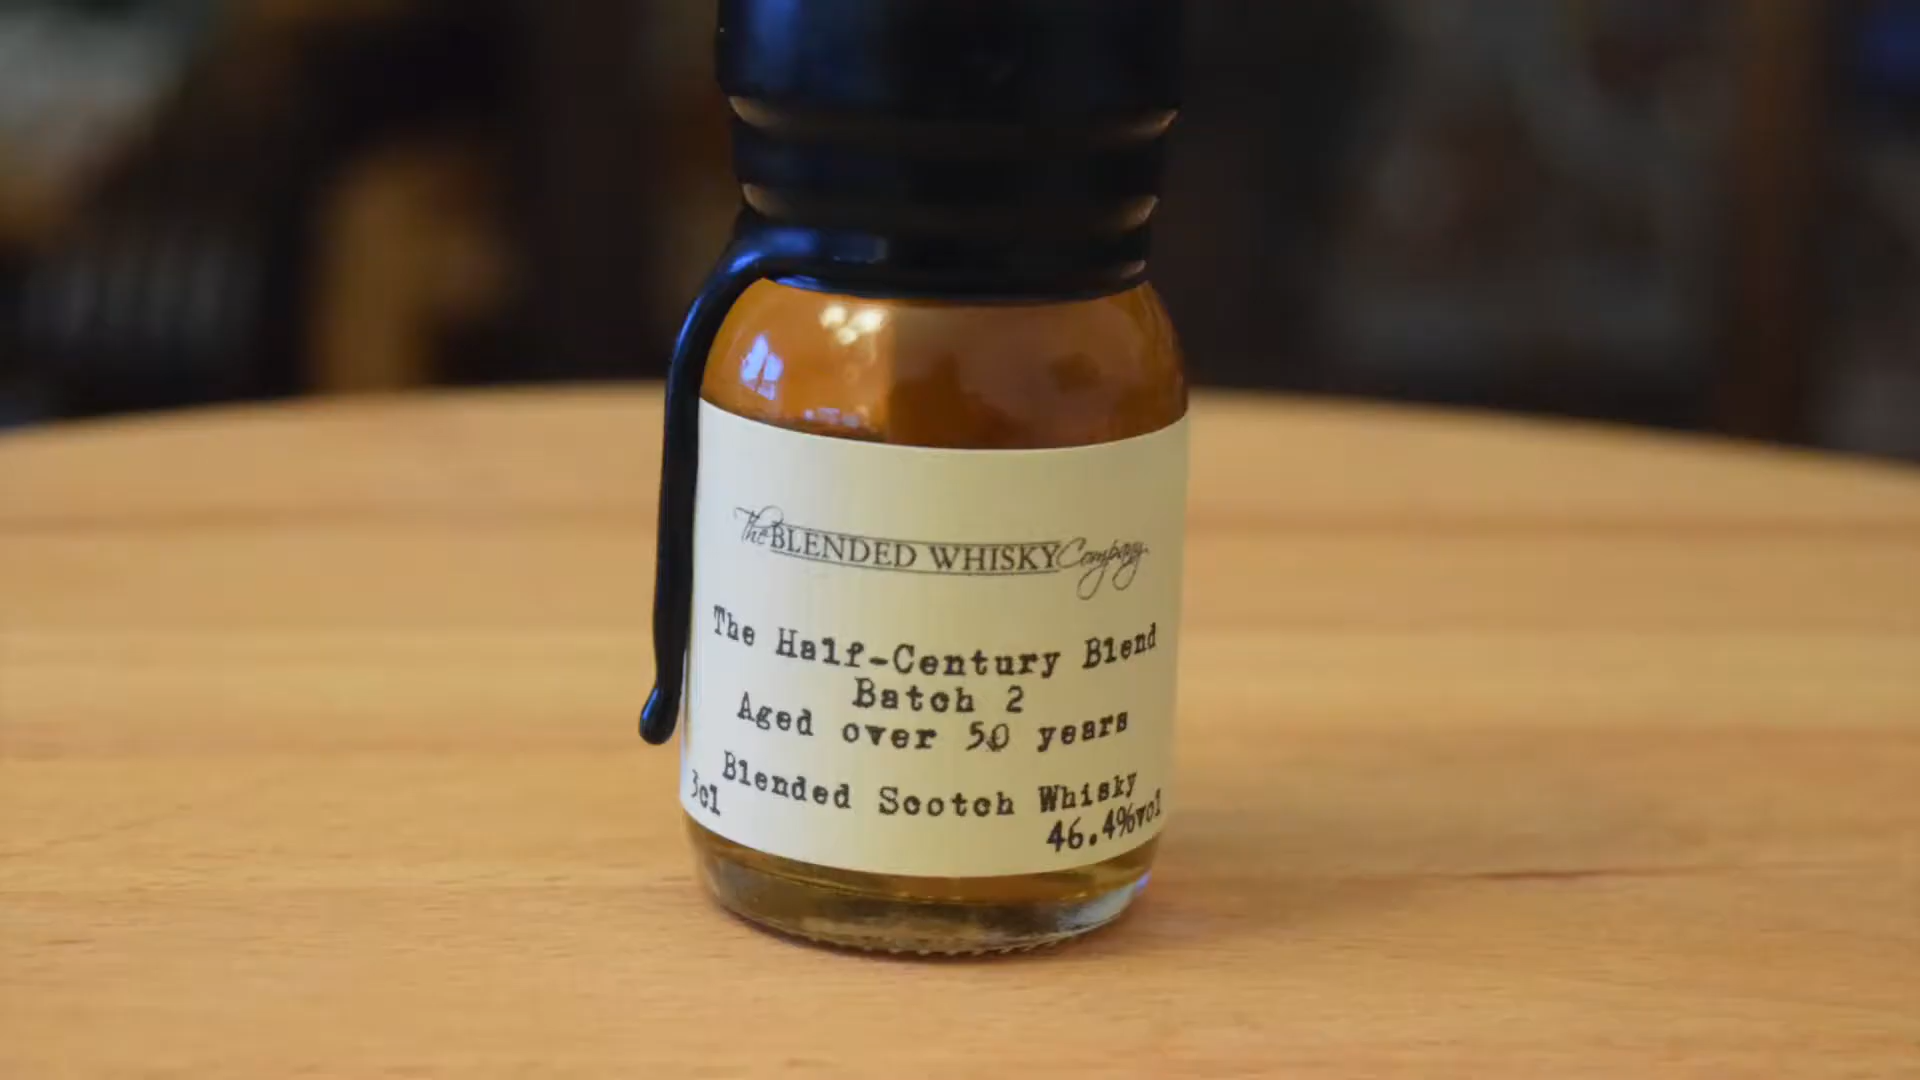 The BLENDED WHISKY Company
The Half-Century Blend
Batch 2
Aged over 50 years
Blended Scotch Whisky
3cl
46.4%vol